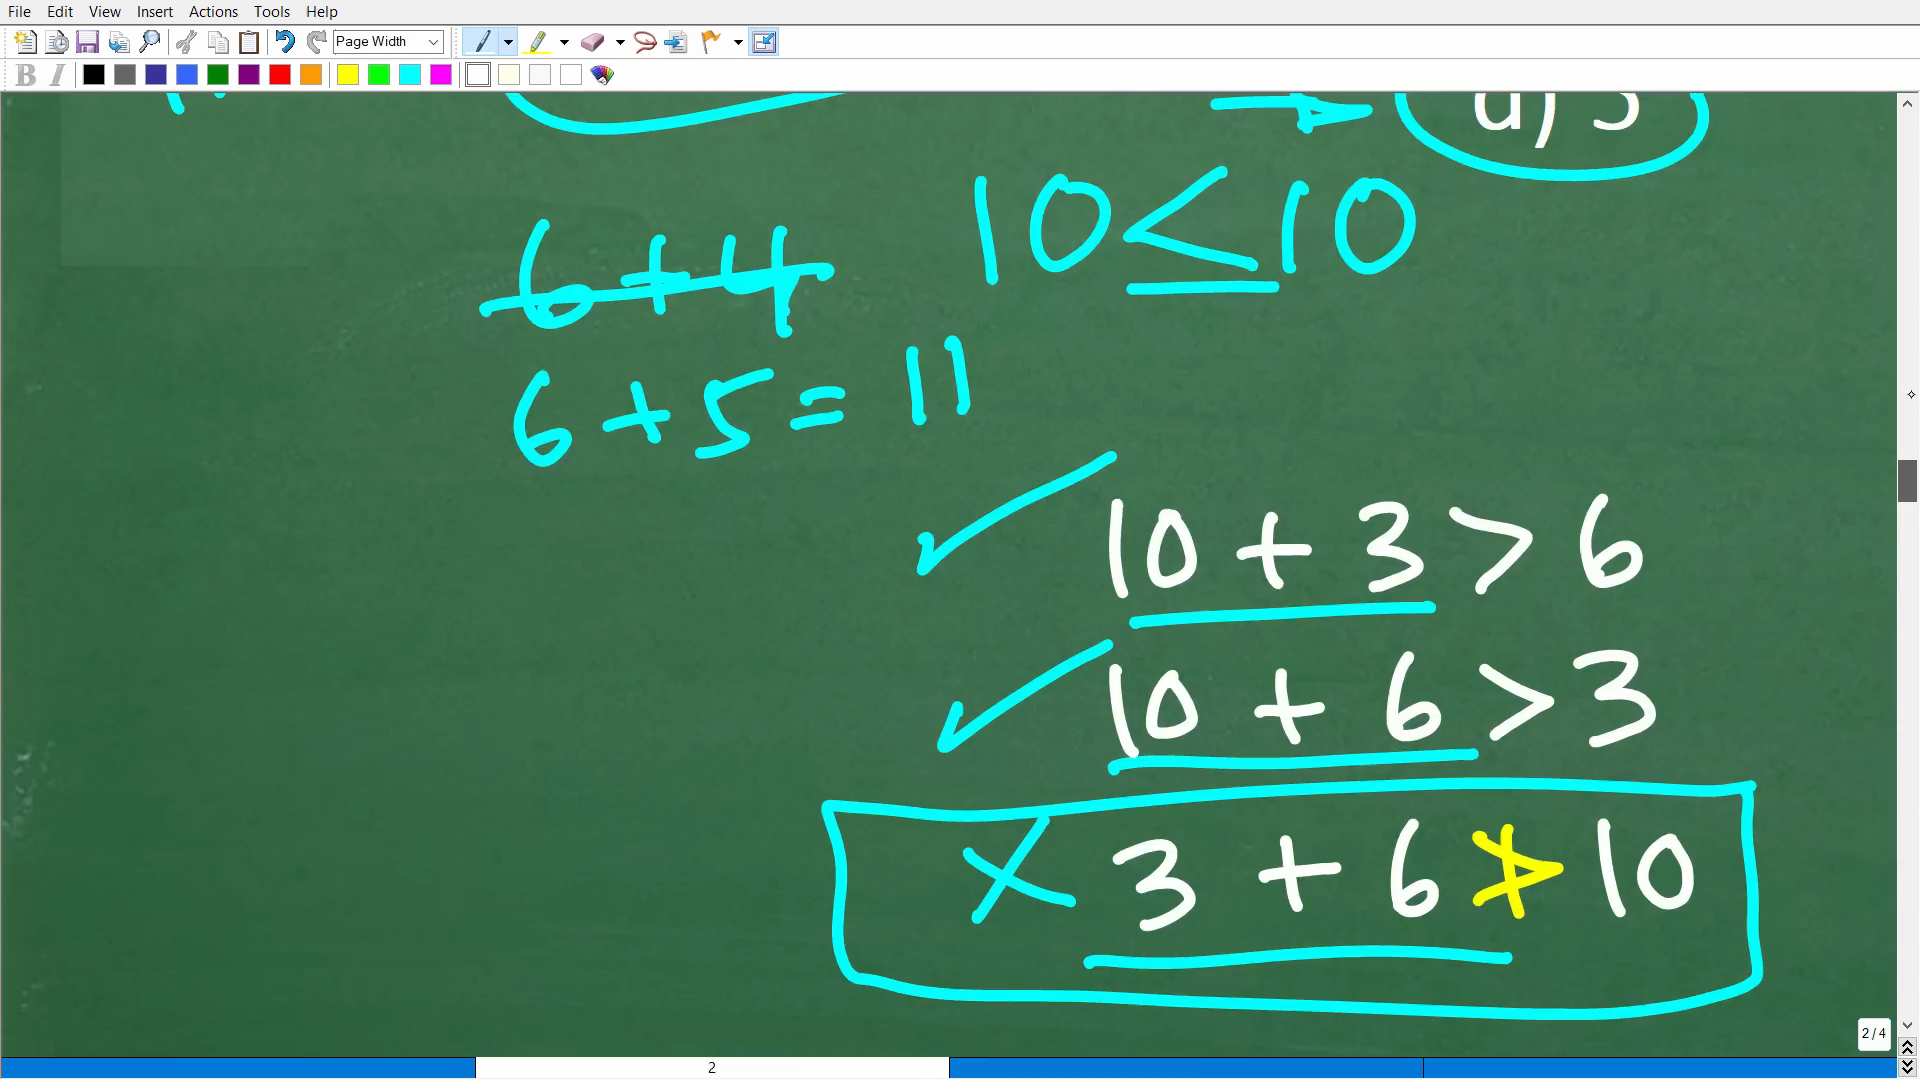 File Edit View Insert Actions Tools Help
Page Width
B I
d) 3
10 ≤ 10
6 + 4
6 + 5 = 11
10 + 3 > 6
10 + 6 > 3
3 + 6 ≯ 10
2 / 4
2